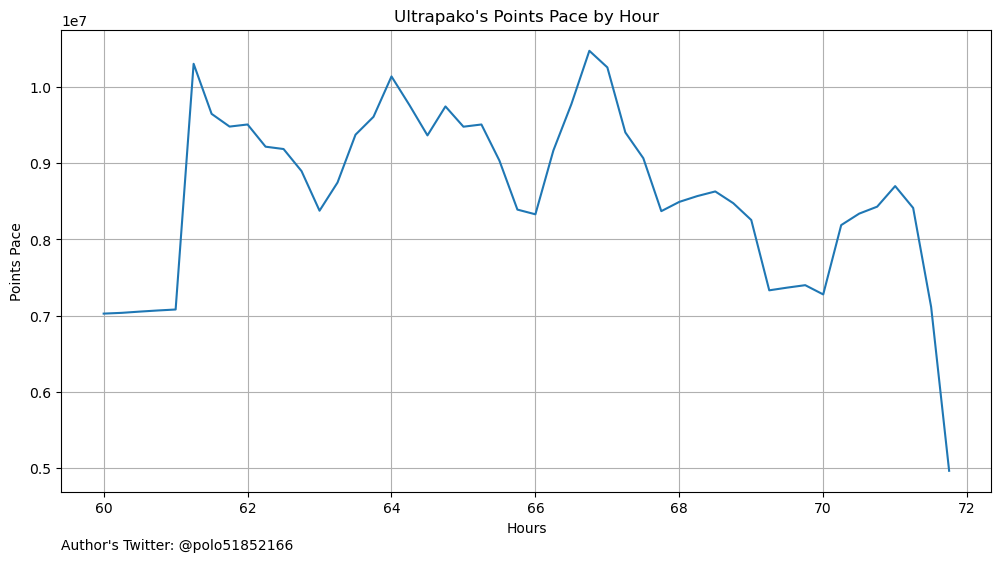 Ultrapako's Points Pace by Hour
1e7
1.0
0.9
0.8
0.7
0.6
0.5
Points Pace
60 62 64 66 68 70 72
Hours
Author's Twitter: @polo51852166